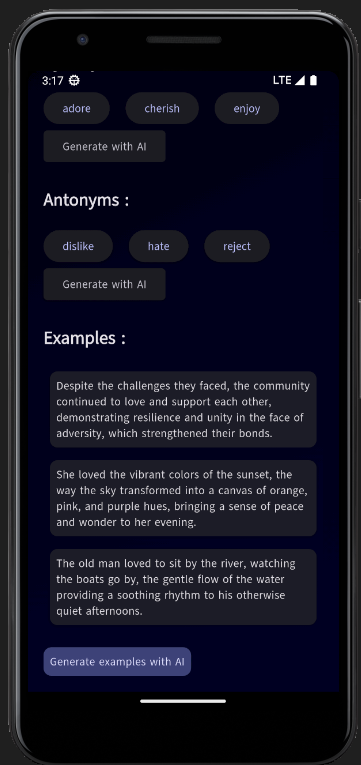 3:17
LTE
adore cherish enjoy
Generate with AI
Antonyms :
dislike hate reject
Generate with AI
Examples :
Despite the challenges they faced, the community
continued to love and support each other,
demonstrating resilience and unity in the face of
adversity, which strengthened their bonds.
She loved the vibrant colors of the sunset, the
way the sky transformed into a canvas of orange,
pink, and purple hues, bringing a sense of peace
and wonder to her evening.
The old man loved to sit by the river, watching
the boats go by, the gentle flow of the water
providing a soothing rhythm to his otherwise
quiet afternoons.
Generate examples with AI